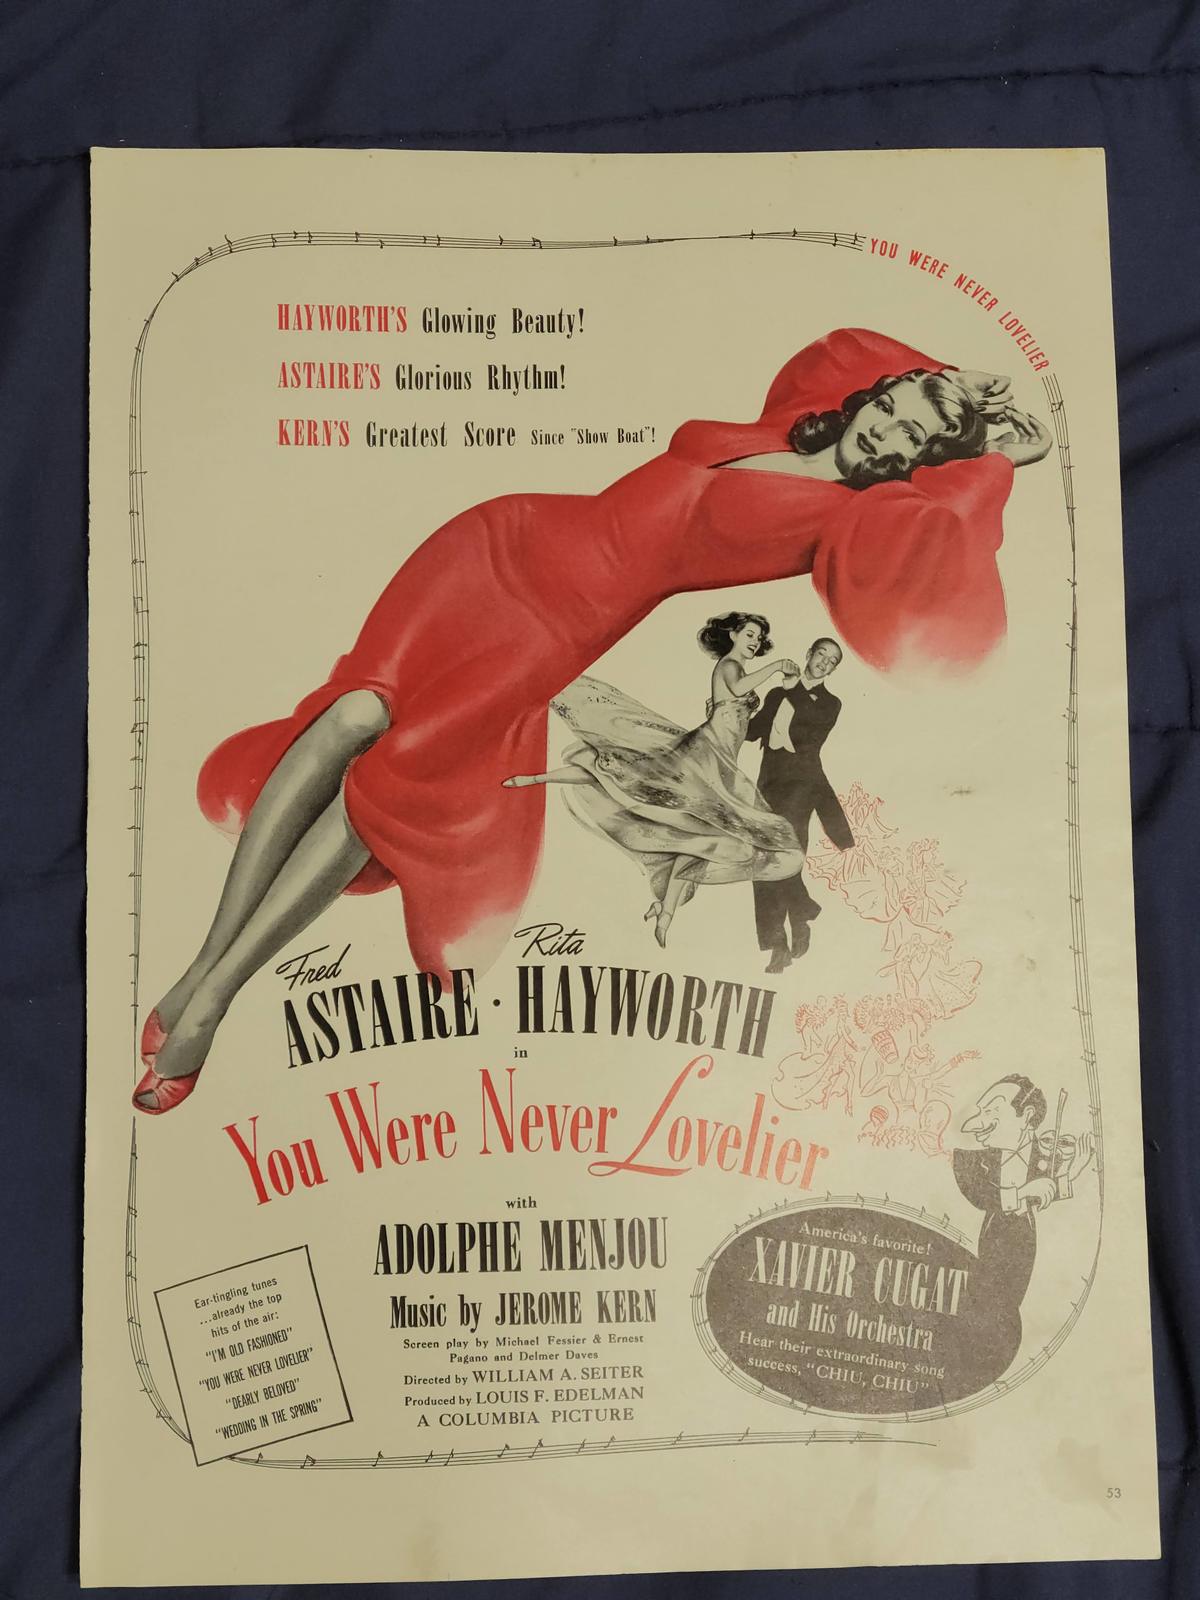 YOU WERE NEVER LOVELIER
HAYWORTH'S Glowing Beauty!
ASTAIRE'S Glorious Rhythm!
KERN'S Greatest Score Since "Show Boat"!
Fred Rita
ASTAIRE · HAYWORTH
in
You Were Never Lovelier
with
ADOLPHE MENJOU
Music by JEROME KERN
Screen play by Michael Fessier & Ernest
Pagano and Delmer Daves
Directed by WILLIAM A. SEITER
Produced by LOUIS F. EDELMAN
A COLUMBIA PICTURE
Ear-tingling tunes
...already the top
hits of the air:
"I'M OLD FASHIONED"
"YOU WERE NEVER LOVELIER"
"DEARLY BELOVED"
"WEDDING IN THE SPRING"
America's favorite!
XAVIER CUGAT
and His Orchestra
Hear their extraordinary song
success, "CHIU, CHIU"
53